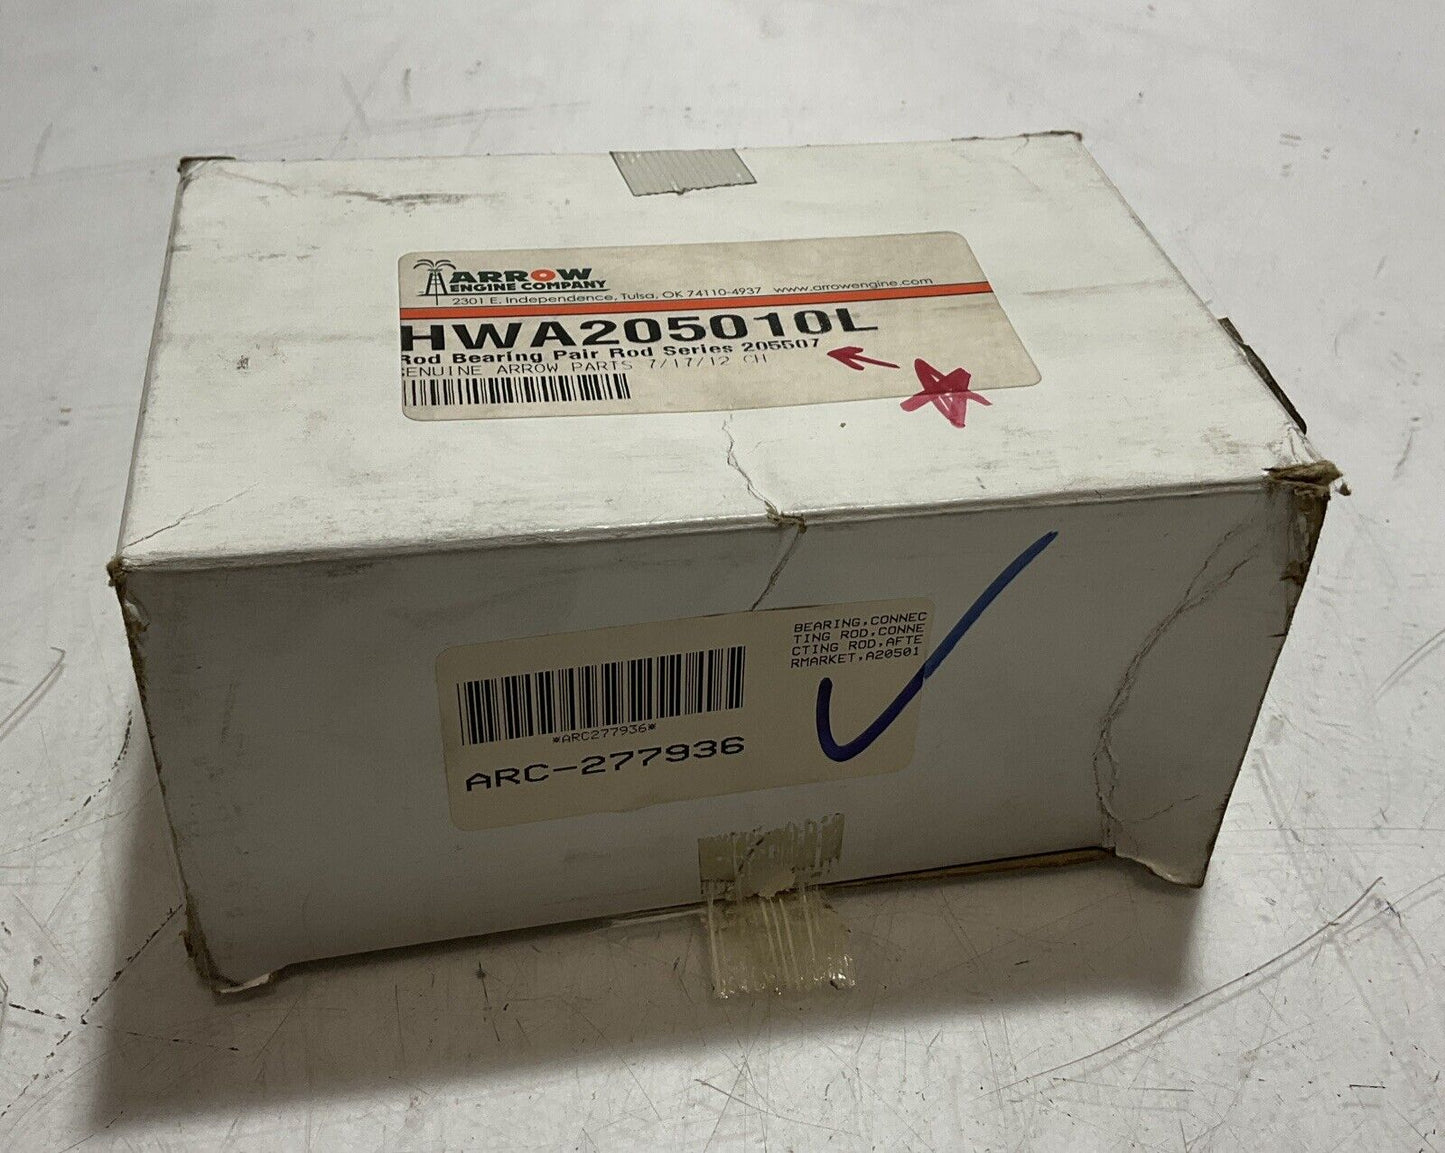 ARROW
ENGINE COMPANY
2301 E. Independence, Tulsa, OK 74110-4937 www.arrowengine.com
HWA205010L
Rod Bearing Pair Rod Series 205507
GENUINE ARROW PARTS 7/17/12 CH
BEARING,CONNEC
TING ROD,CONNE
CTING ROD,AFTE
RMARKET,A20501
*ARC277936*
ARC-277936